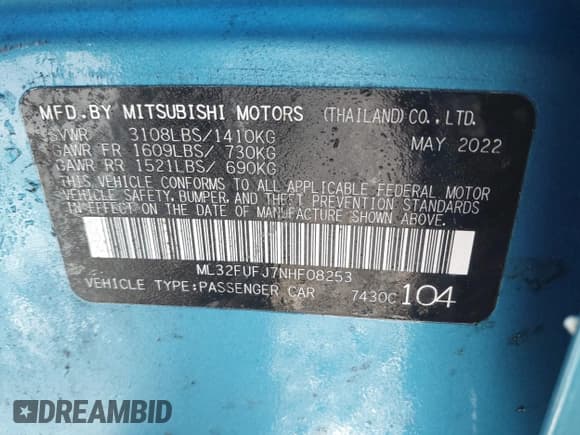 MFD.BY MITSUBISHI MOTORS (THAILAND) CO., LTD.
GVWR 3108LBS/1410KG MAY 2022
GAWR FR 1609LBS/ 730KG
GAWR RR 1521LBS/ 690KG
THIS VEHICLE CONFORMS TO ALL APPLICABLE FEDERAL MOTOR
VEHICLE SAFETY, BUMPER, AND THEFT PREVENTION STANDARDS
IN EFFECT ON THE DATE OF MANUFACTURE SHOWN ABOVE.
ML32FUFJ7NHF08253
VEHICLE TYPE:PASSENGER CAR 7430C 104
DREAMBID